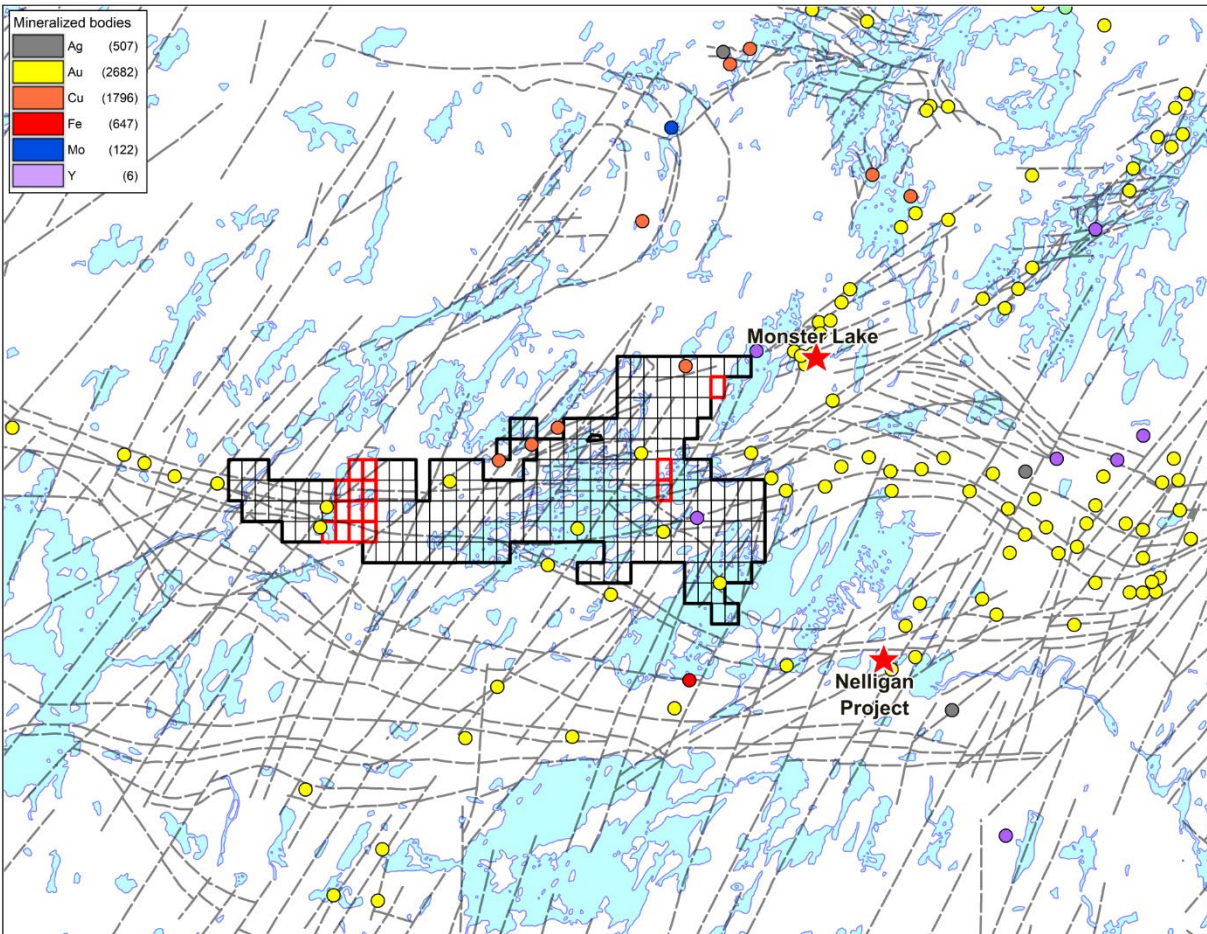 Mineralized bodies
Ag (507)
Au (2682)
Cu (1796)
Fe (647)
Mo (122)
Y (6)
Monster Lake
Nelligan
Project